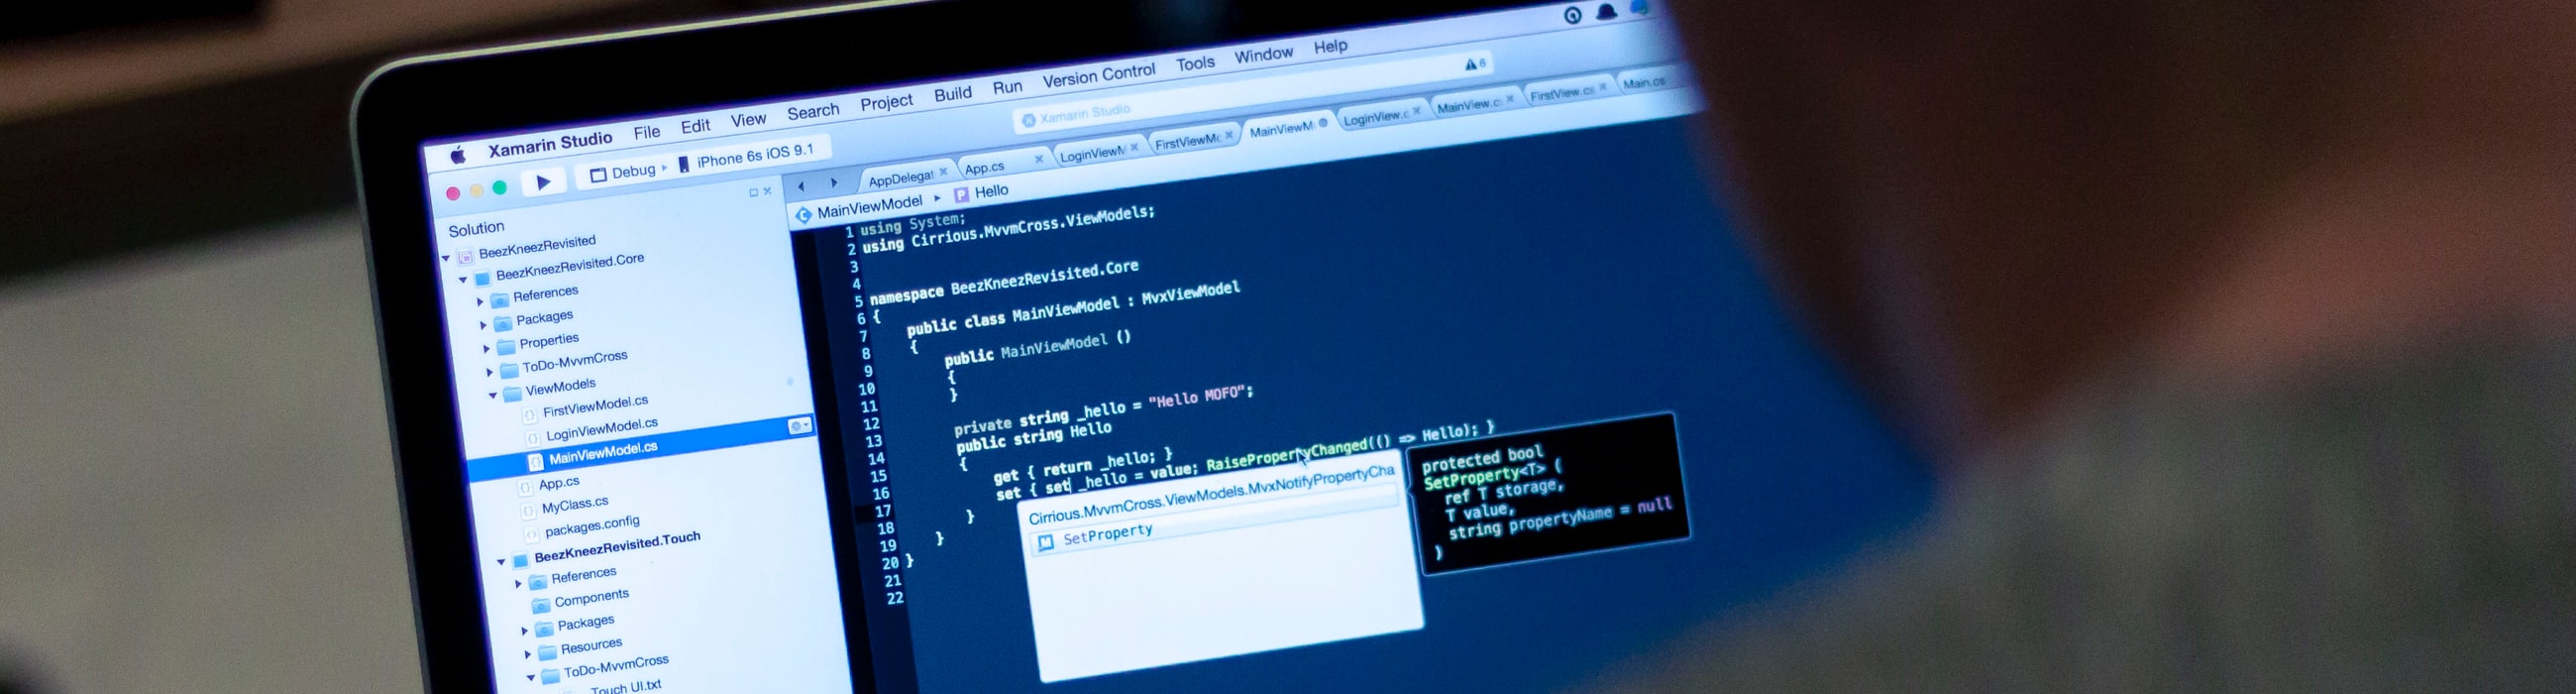 Xamarin Studio File Edit View Search Project Build Run Version Control Tools Window Help
Debug iPhone 6s iOS 9.1
Xamarin Studio
6
AppDelegat App.cs LoginViewM FirstViewMc MainViewM LoginView.c MainView.c FirstView.cs Main.cs
MainViewModel Hello
Solution
BeezKneezRevisited
BeezKneezRevisited.Core
References
Packages
Properties
ToDo-MvvmCross
ViewModels
FirstViewModel.cs
LoginViewModel.cs
MainViewModel.cs
App.cs
MyClass.cs
packages.config
BeezKneezRevisited.Touch
References
Components
Packages
Resources
ToDo-MvvmCross
Touch UI.txt
1 using System;
2 using Cirrious.MvvmCross.ViewModels;
3
4
5 namespace BeezKneezRevisited.Core
6 {
7 public class MainViewModel : MvxViewModel
8 {
9 public MainViewModel ()
10 {
11 }
12
13 private string _hello = "Hello MOFO";
14 public string Hello
15 {
16 get { return _hello; }
17 set { set _hello = value; RaisePropertyChanged(() => Hello); }
18 }
19 }
20 }
21
22
Cirrious.MvvmCross.ViewModels.MvxNotifyPropertyCha
SetProperty
protected bool
SetProperty<T> (
ref T storage,
T value,
string propertyName = null
)